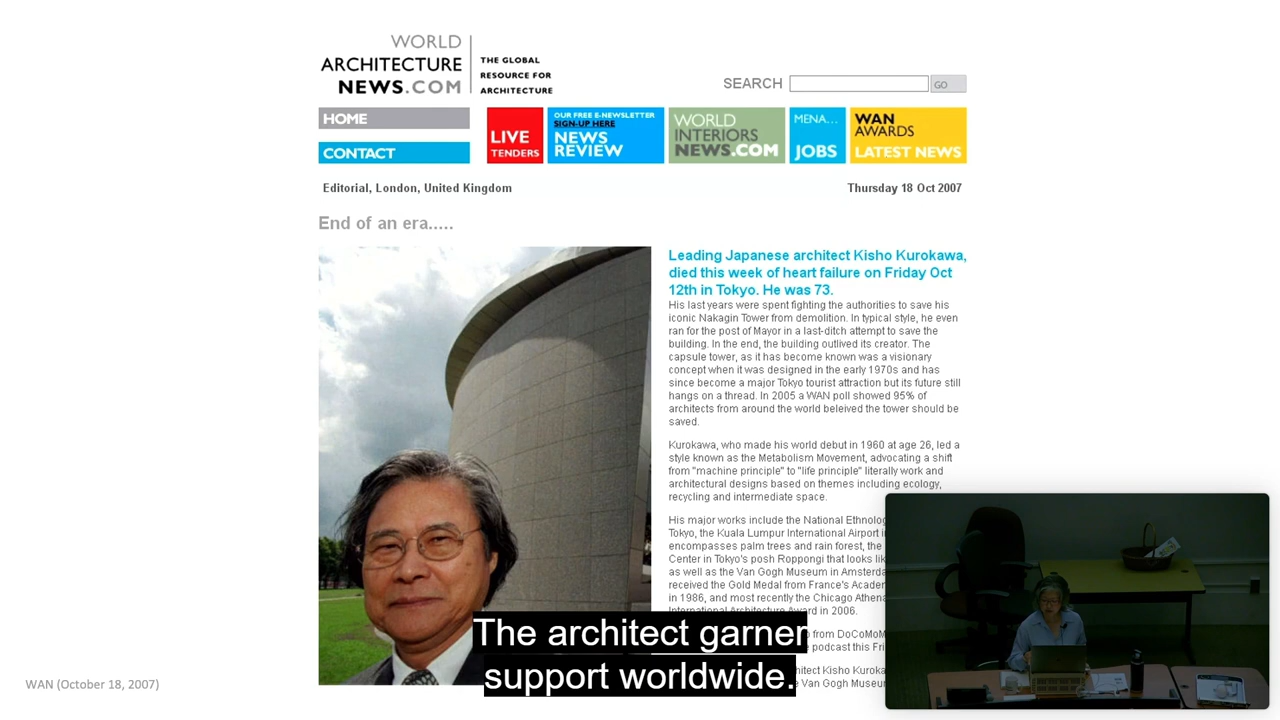 WORLD
ARCHITECTURE
NEWS.COM
THE GLOBAL
RESOURCE FOR
ARCHITECTURE
SEARCH
GO
HOME
CONTACT
LIVE
TENDERS
OUR FREE E-NEWSLETTER
SIGN-UP HERE
NEWS
REVIEW
WORLD
INTERIORS
NEWS.COM
MENA...
JOBS
WAN
AWARDS
LATEST NEWS
Editorial, London, United Kingdom
Thursday 18 Oct 2007
End of an era.....
Leading Japanese architect Kisho Kurokawa,
died this week of heart failure on Friday Oct
12th in Tokyo. He was 73.
His last years were spent fighting the authorities to save his
iconic Nakagin Tower from demolition. In typical style, he even
ran for the post of Mayor in a last-ditch attempt to save the
building. In the end, the building outlived its creator. The
capsule tower, as it has become known was a visionary
concept when it was designed in the early 1970s and has
since become a major Tokyo tourist attraction but its future still
hangs on a thread. In 2005 a WAN poll showed 95% of
architects from around the world beleived the tower should be
saved.
Kurokawa, who made his world debut in 1960 at age 26, led a
style known as the Metabolism Movement, advocating a shift
from "machine principle" to "life principle" literally work and
architectural designs based on themes including ecology,
recycling and intermediate space.
His major works include the National Ethnolog
Tokyo, the Kuala Lumpur International Airport i
encompasses palm trees and rain forest, the
Center in Tokyo's posh Roppongi that looks lik
as well as the Van Gogh Museum in Amsterda
received the Gold Medal from France's Acade
in 1986, and most recently the Chicago Athena
International Architecture Award in 2006.
from DoCoMoM
podcast this Fri
hitect Kisho Kuroka
Van Gogh Museu
The architect garner
support worldwide.
WAN (October 18, 2007)